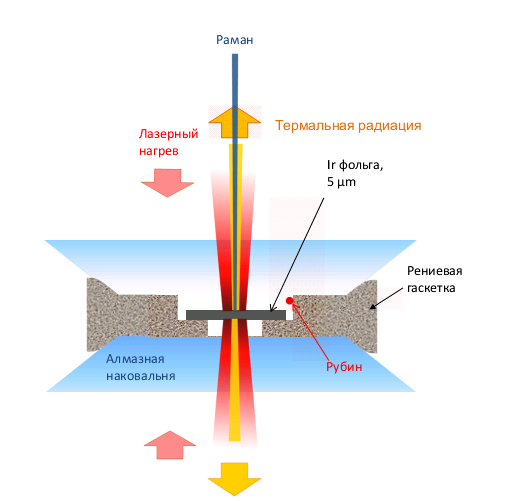 Раман
Термальная радиация
Лазерный
нагрев
Ir фольга,
5 µm
Рениевая
гаскетка
Алмазная
наковальня
Рубин